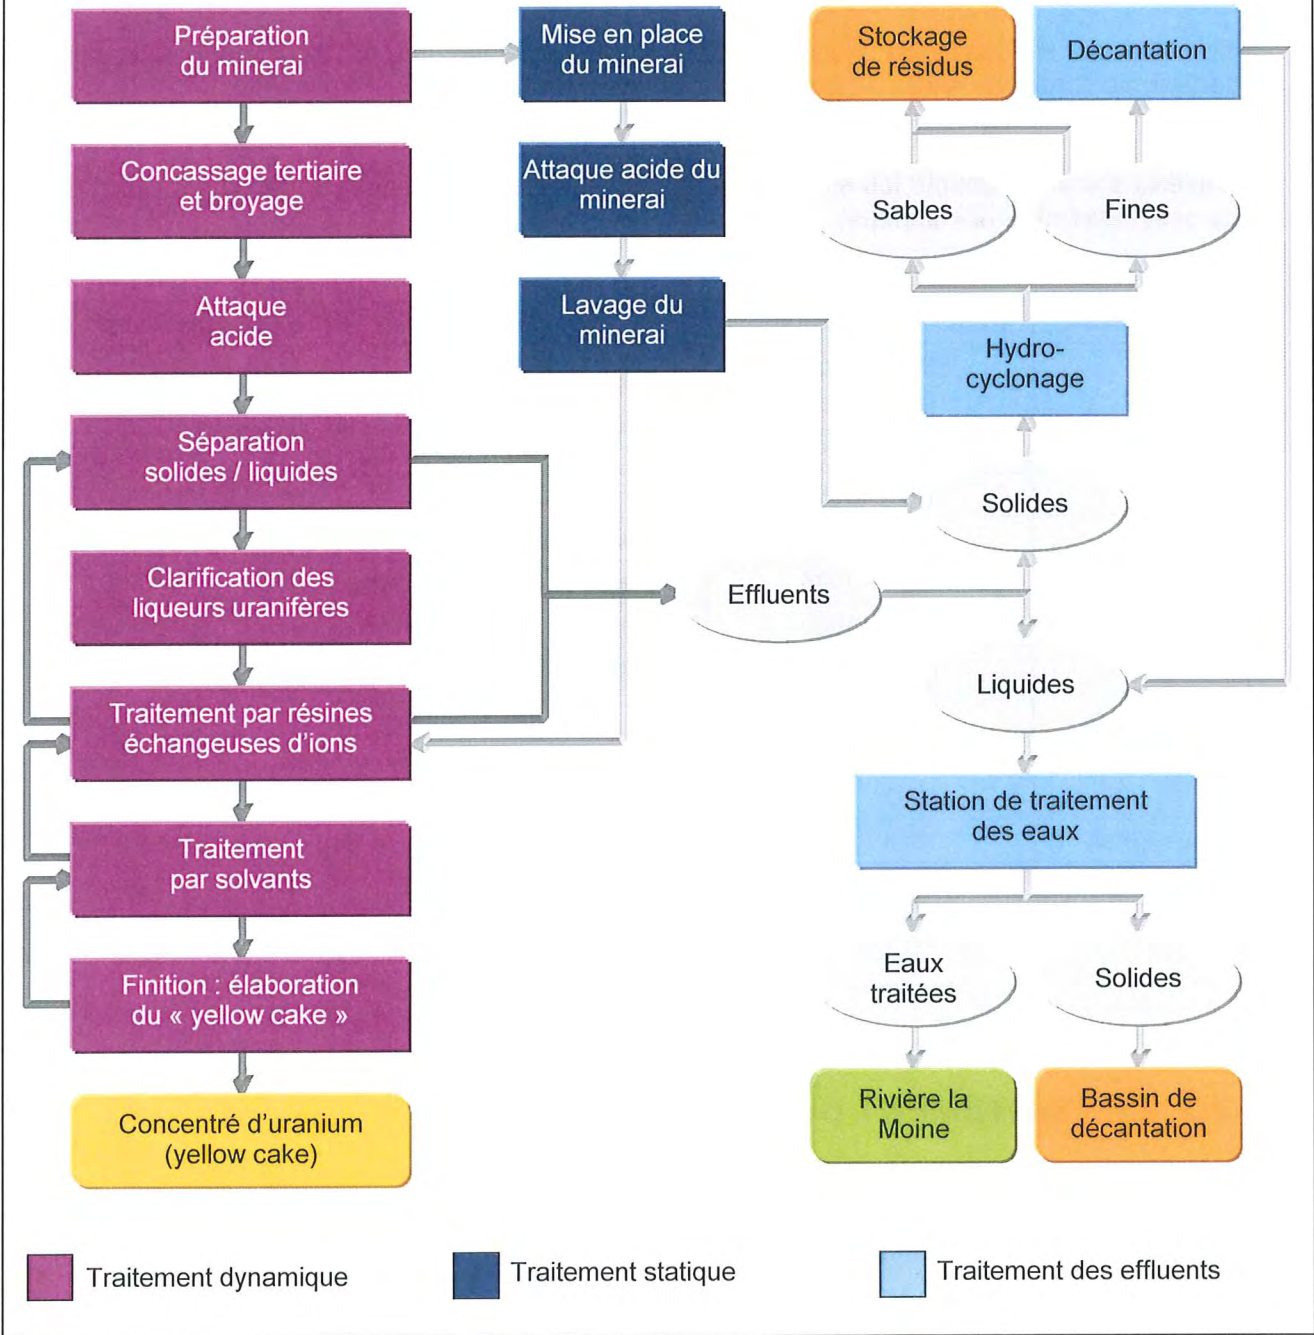 Préparation
du minerai
Concassage tertiaire
et broyage
Attaque
acide
Séparation
solides / liquides
Clarification des
liqueurs uranifères
Traitement par résines
échangeuses d'ions
Traitement
par solvants
Finition : élaboration
du « yellow cake »
Concentré d'uranium
(yellow cake)
Mise en place
du minerai
Attaque acide du
minerai
Lavage du
minerai
Effluents
Stockage
de résidus
Décantation
Sables
Fines
Hydro-
cyclonage
Solides
Liquides
Station de traitement
des eaux
Eaux
traitées
Solides
Rivière la
Moine
Bassin de
décantation
Traitement dynamique
Traitement statique
Traitement des effluents